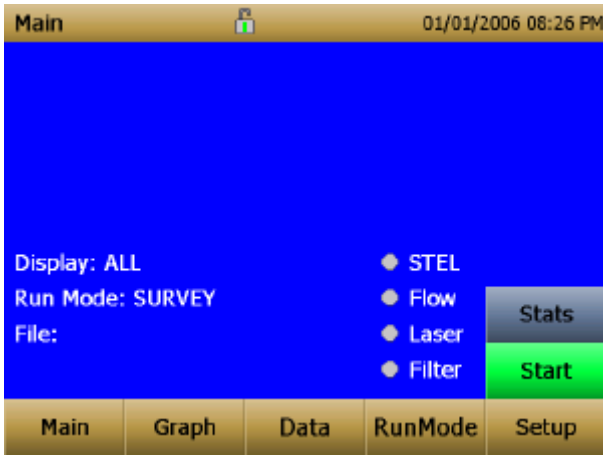 Main 01/01/2006 08:26 PM
Display: ALL
Run Mode: SURVEY
File:
STEL
Flow
Laser
Filter
Stats
Start
Main Graph Data RunMode Setup